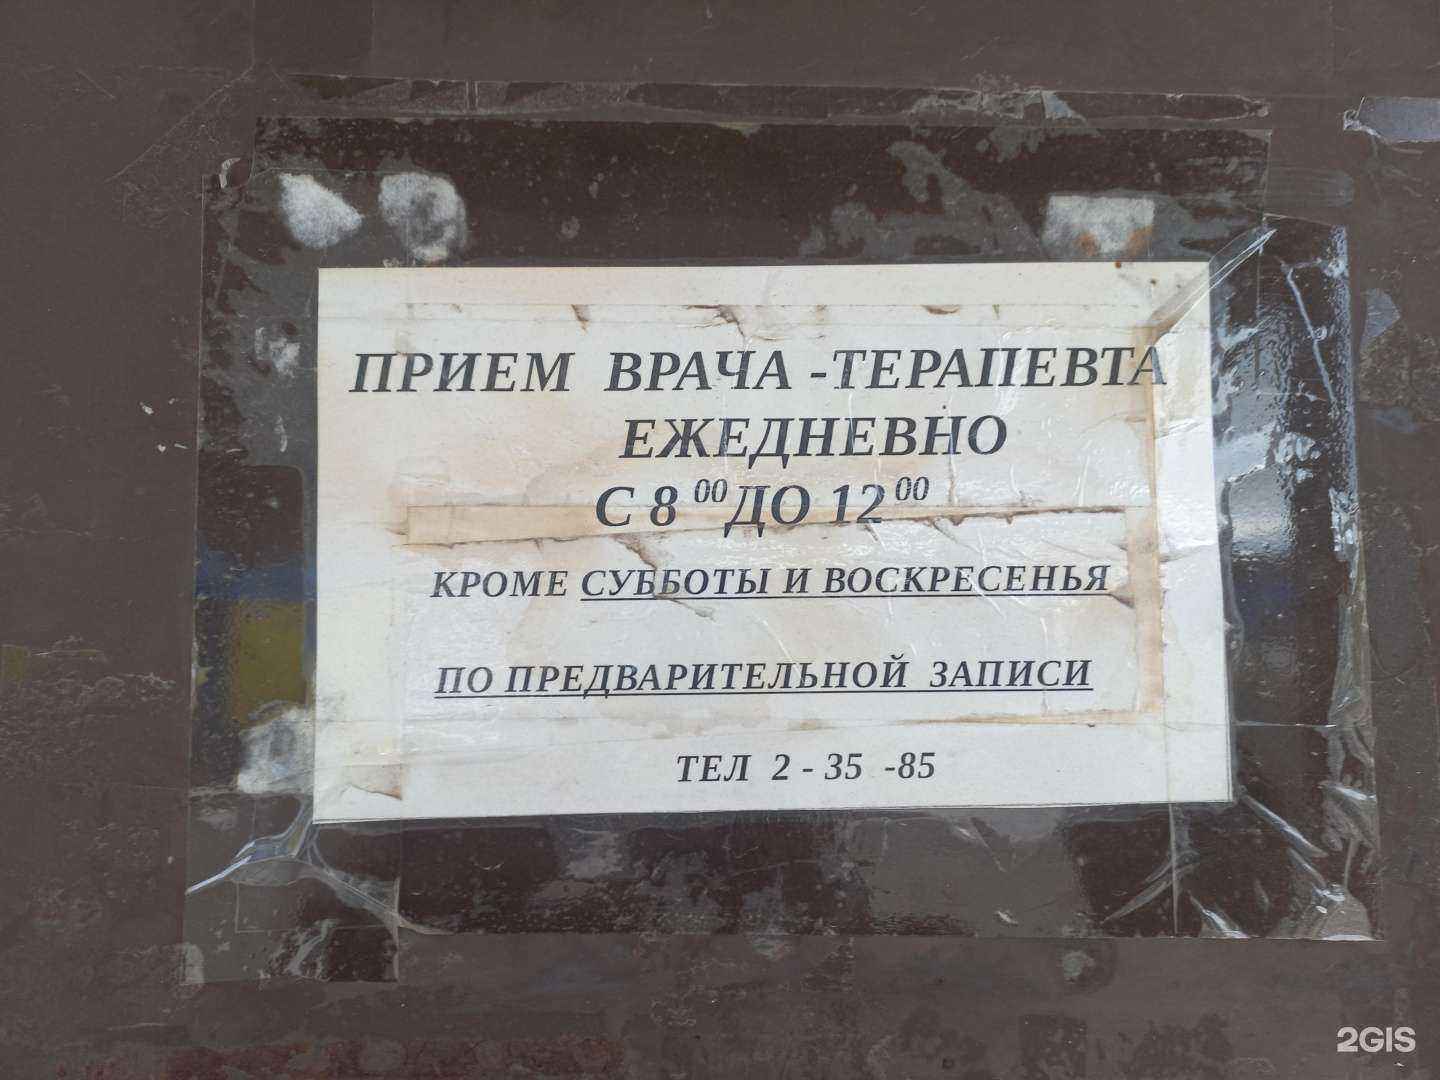 ПРИЕМ ВРАЧА -ТЕРАПЕВТА
ЕЖЕДНЕВНО
С 8 00 ДО 12 00
КРОМЕ СУББОТЫ И ВОСКРЕСЕНЬЯ
ПО ПРЕДВАРИТЕЛЬНОЙ ЗАПИСИ
ТЕЛ 2 - 35 -85
2GIS